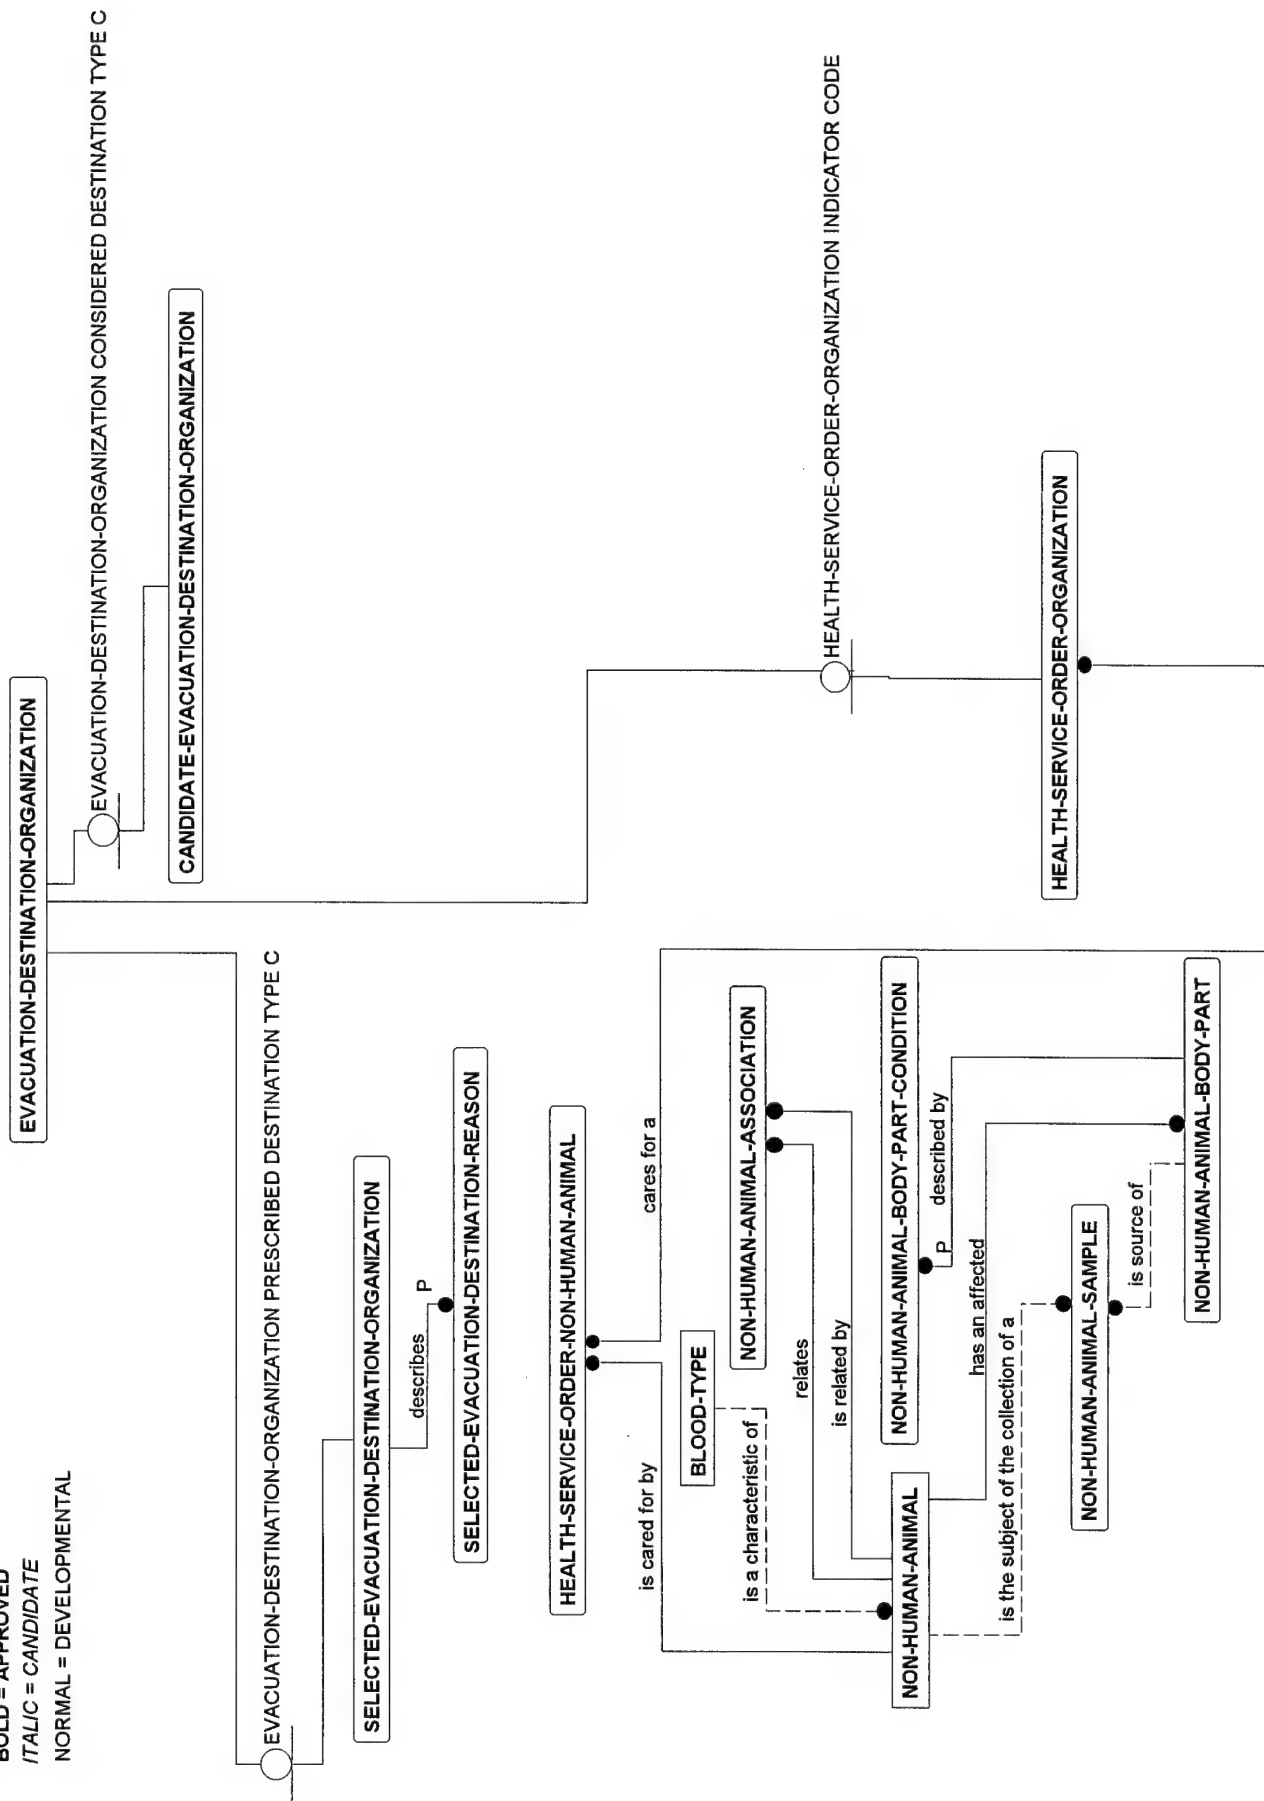 BOLD = APPROVED
ITALIC = CANDIDATE
NORMAL = DEVELOPMENTAL
EVACUATION-DESTINATION-ORGANIZATION
EVACUATION-DESTINATION-ORGANIZATION CONSIDERED DESTINATION TYPE C
CANDIDATE-EVACUATION-DESTINATION-ORGANIZATION
EVACUATION-DESTINATION-ORGANIZATION PRESCRIBED DESTINATION TYPE C
SELECTED-EVACUATION-DESTINATION-ORGANIZATION
describes
P
SELECTED-EVACUATION-DESTINATION-REASON
HEALTH-SERVICE-ORDER-NON-HUMAN-ANIMAL
is cared for by
cares for a
BLOOD-TYPE
is a characteristic of
NON-HUMAN-ANIMAL-ASSOCIATION
relates
is related by
HEALTH-SERVICE-ORDER-ORGANIZATION INDICATOR CODE
NON-HUMAN-ANIMAL
NON-HUMAN-ANIMAL-BODY-PART-CONDITION
P
described by
has an affected
is the subject of the collection of a
NON-HUMAN-ANIMAL-SAMPLE
is source of
NON-HUMAN-ANIMAL-BODY-PART
HEALTH-SERVICE-ORDER-ORGANIZATION